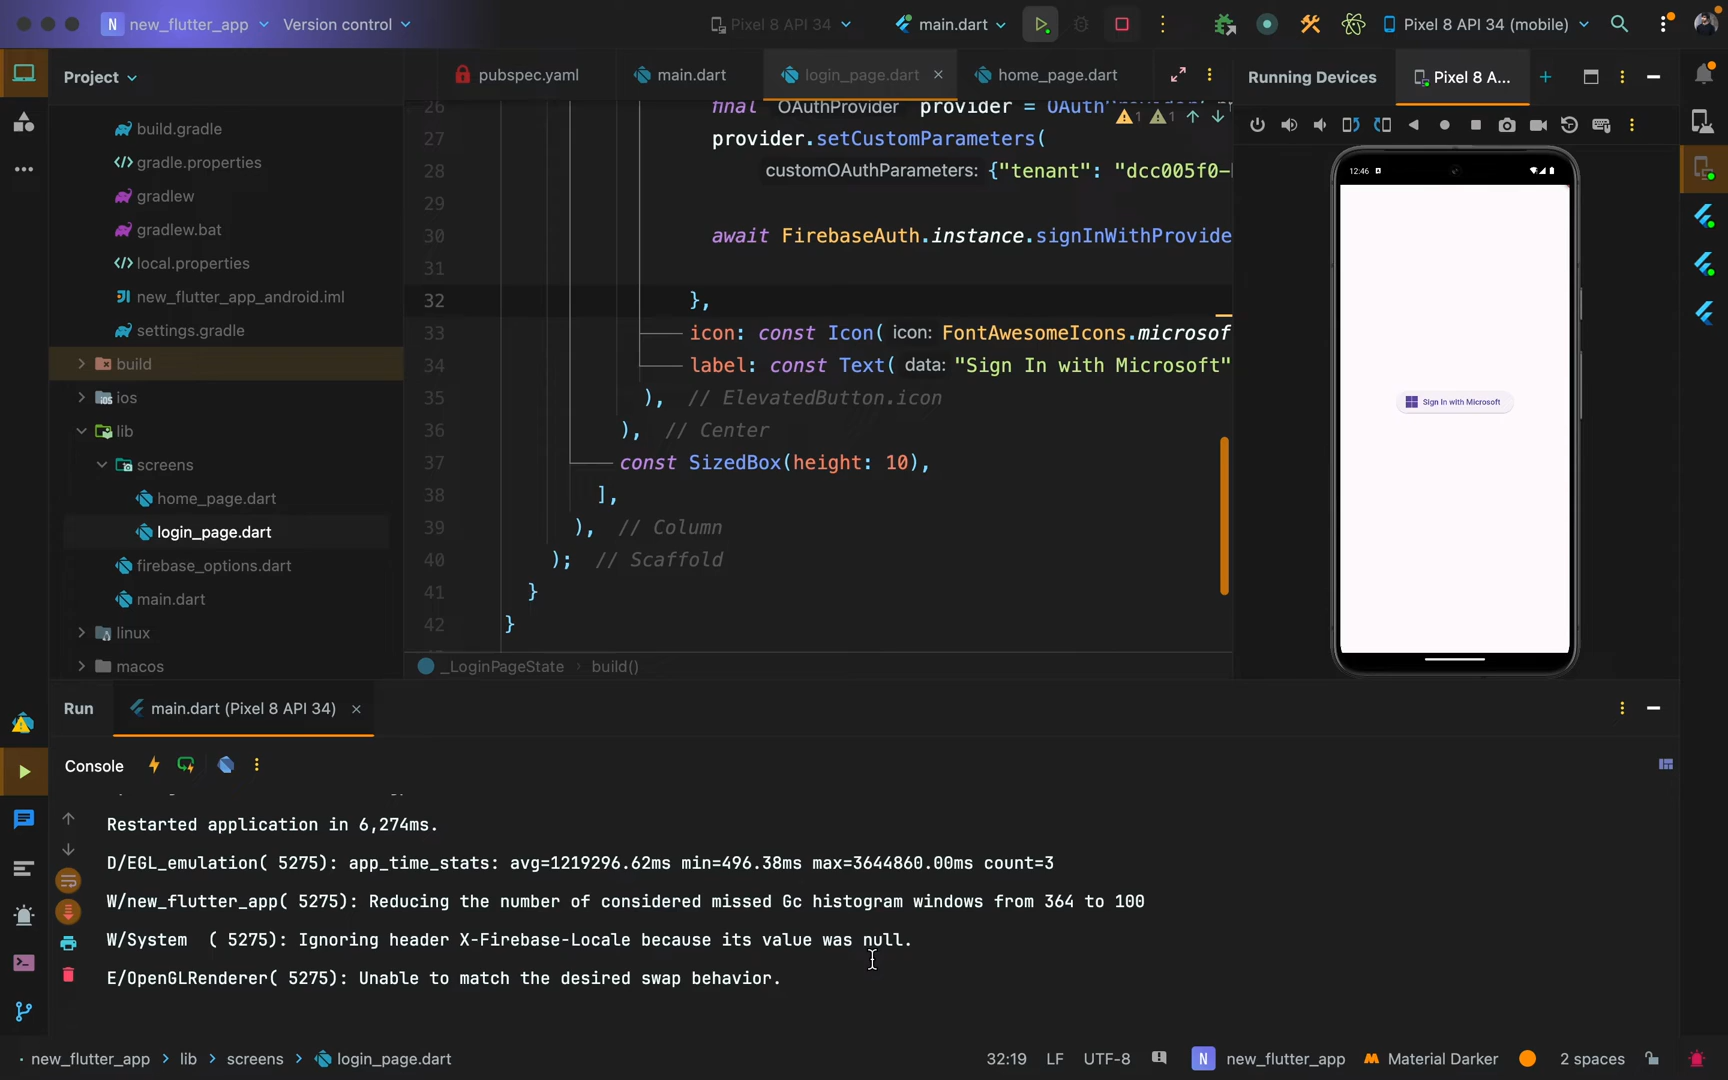 N new_flutter_app Version control Pixel 8 API 34 main.dart Pixel 8 API 34 (mobile)
Project
pubspec.yaml main.dart login_page.dart home_page.dart
Running Devices Pixel 8 A...
build.gradle
gradle.properties
gradlew
gradlew.bat
local.properties
new_flutter_app_android.iml
settings.gradle
build
ios
lib
screens
home_page.dart
login_page.dart
firebase_options.dart
main.dart
linux
macos
26 final OAuthProvider provider =
27 provider.setCustomParameters(
28 customOAuthParameters: {"tenant": "dcc005f0-
29
30 await FirebaseAuth.instance.signInWithProvide
31
32 },
33 icon: const Icon( icon: FontAwesomeIcons.microsof
34 label: const Text( data: "Sign In with Microsoft"
35 ), // ElevatedButton.icon
36 ), // Center
37 const SizedBox(height: 10),
38 ],
39 ), // Column
40 ); // Scaffold
41 }
42 }
1 1
_LoginPageState › build()
12:46
Sign In with Microsoft
Run main.dart (Pixel 8 API 34)
Console
Restarted application in 6,274ms.
D/EGL_emulation( 5275): app_time_stats: avg=1219296.62ms min=496.38ms max=3644860.00ms count=3
W/new_flutter_app( 5275): Reducing the number of considered missed Gc histogram windows from 364 to 100
W/System  ( 5275): Ignoring header X-Firebase-Locale because its value was null.
E/OpenGLRenderer( 5275): Unable to match the desired swap behavior.
new_flutter_app › lib › screens › login_page.dart 32:19 LF UTF-8 N new_flutter_app Material Darker 2 spaces